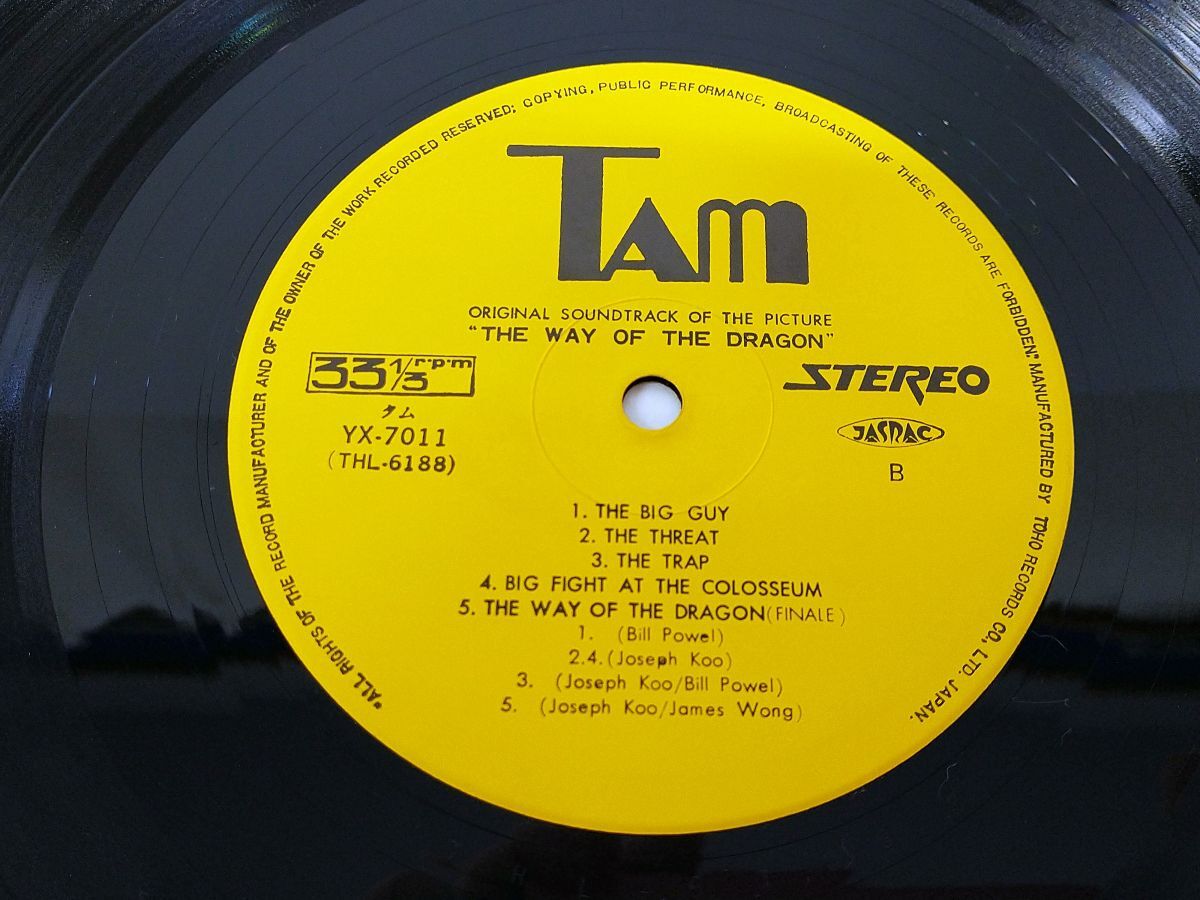 "ALL RIGHTS OF THE RECORD MANUFACTURER AND OF THE OWNER OF THE WORK RECORDED RESERVED; COPYING, PUBLIC PERFORMANCE, BROADCASTING OF THESE RECORDS ARE FORBIDDEN." MANUFACTURED BY TOHO RECORDS CO., LTD. JAPAN.
TAM
ORIGINAL SOUNDTRACK OF THE PICTURE
"THE WAY OF THE DRAGON"
33 1/3 r·p·m
STEREO
タム
YX-7011
(THL-6188)
JASRAC
B
1. THE BIG GUY
2. THE THREAT
3. THE TRAP
4. BIG FIGHT AT THE COLOSSEUM
5. THE WAY OF THE DRAGON (FINALE)
1. (Bill Powel)
2.4. (Joseph Koo)
3. (Joseph Koo/Bill Powel)
5. (Joseph Koo/James Wong)